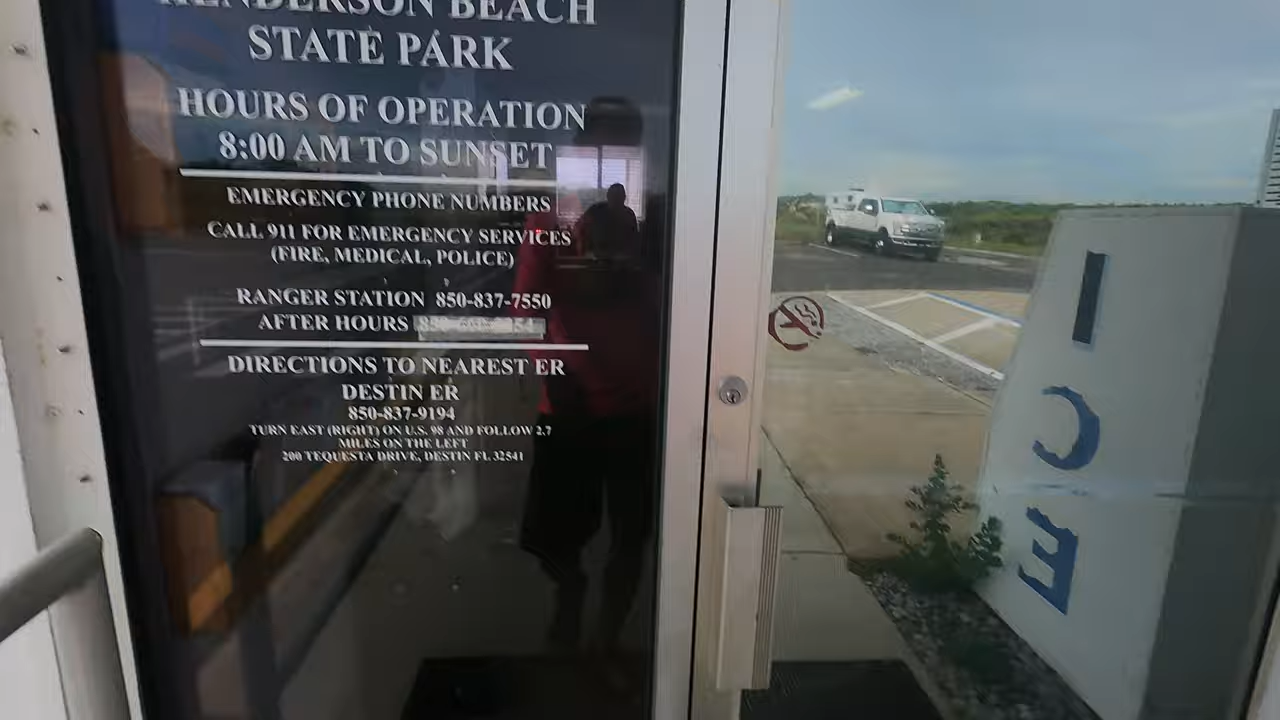 HENDERSON BEACH
STATE PARK
HOURS OF OPERATION
8:00 AM TO SUNSET
EMERGENCY PHONE NUMBERS
CALL 911 FOR EMERGENCY SERVICES
(FIRE, MEDICAL, POLICE)
RANGER STATION 850-837-7550
AFTER HOURS
DIRECTIONS TO NEAREST ER
DESTIN ER
850-837-9194
TURN EAST (RIGHT) ON U.S. 98 AND FOLLOW 2.7
MILES ON THE LEFT
200 TEQUESTA DRIVE, DESTIN FL 32541
ICE